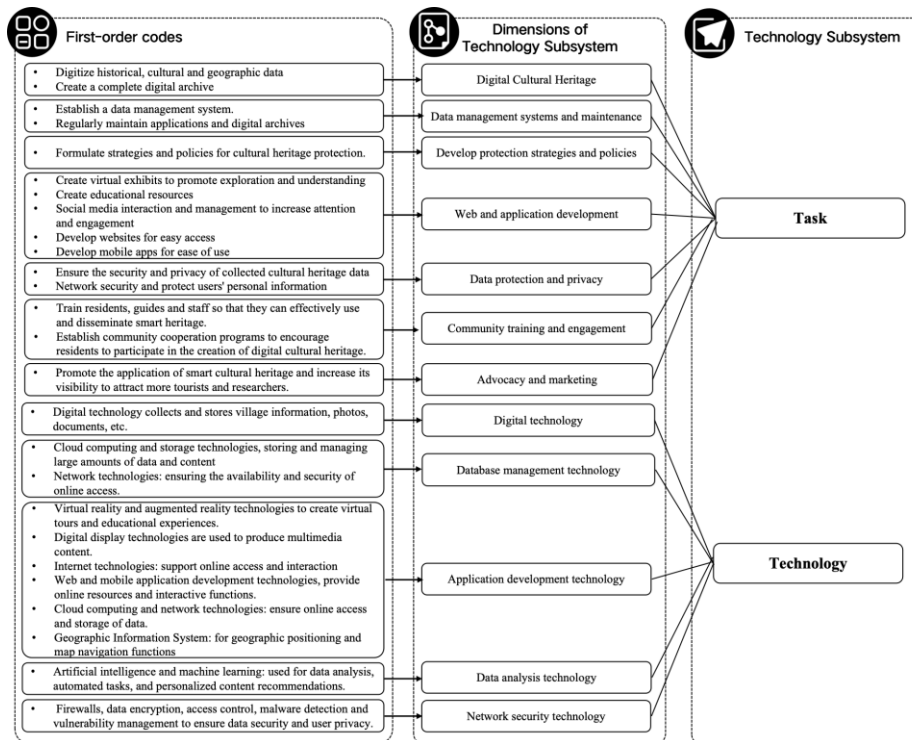 First-order codes
Dimensions of
Technology Subsystem
Technology Subsystem
• Digitize historical, cultural and geographic data
• Create a complete digital archive
Digital Cultural Heritage
• Establish a data management system.
• Regularly maintain applications and digital archives
Data management systems and maintenance
• Formulate strategies and policies for cultural heritage protection.
Develop protection strategies and policies
• Create virtual exhibits to promote exploration and understanding
• Create educational resources
• Social media interaction and management to increase attention
and engagement
• Develop websites for easy access
• Develop mobile apps for ease of use
Web and application development
Task
• Ensure the security and privacy of collected cultural heritage data
• Network security and protect users' personal information
Data protection and privacy
• Train residents, guides and staff so that they can effectively use
and disseminate smart heritage.
• Establish community cooperation programs to encourage
residents to participate in the creation of digital cultural heritage.
Community training and engagement
• Promote the application of smart cultural heritage and increase its
visibility to attract more tourists and researchers.
Advocacy and marketing
• Digital technology collects and stores village information, photos,
documents, etc.
Digital technology
• Cloud computing and storage technologies, storing and managing
large amounts of data and content
• Network technologies: ensuring the availability and security of
online access.
Database management technology
• Virtual reality and augmented reality technologies to create virtual
tours and educational experiences.
• Digital display technologies are used to produce multimedia
content.
• Internet technologies: support online access and interaction
• Web and mobile application development technologies, provide
online resources and interactive functions.
• Cloud computing and network technologies: ensure online access
and storage of data.
• Geographic Information System: for geographic positioning and
map navigation functions
Application development technology
Technology
• Artificial intelligence and machine learning: used for data analysis,
automated tasks, and personalized content recommendations.
Data analysis technology
• Firewalls, data encryption, access control, malware detection and
vulnerability management to ensure data security and user privacy.
Network security technology